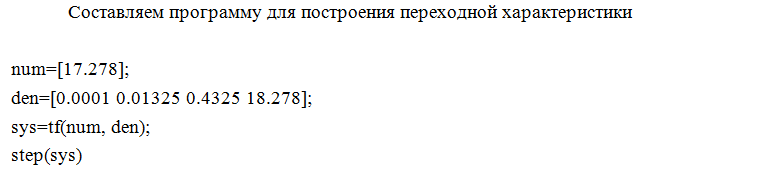 Составляем программу для построения переходной характеристики
num=[17.278];
den=[0.0001 0.01325 0.4325 18.278];
sys=tf(num, den);
step(sys)